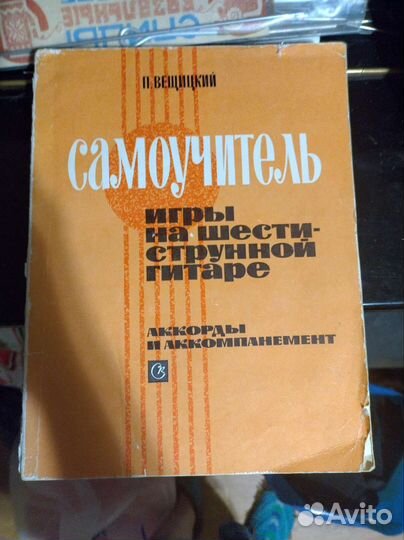 П. ВЕЩИЦКИЙ
САМОУЧИТЕЛЬ
ИГРЫ
НА ШЕСТИ-
СТРУННОЙ
ГИТАРЕ
АККОРДЫ
И АККОМПАНЕМЕНТ
Avito